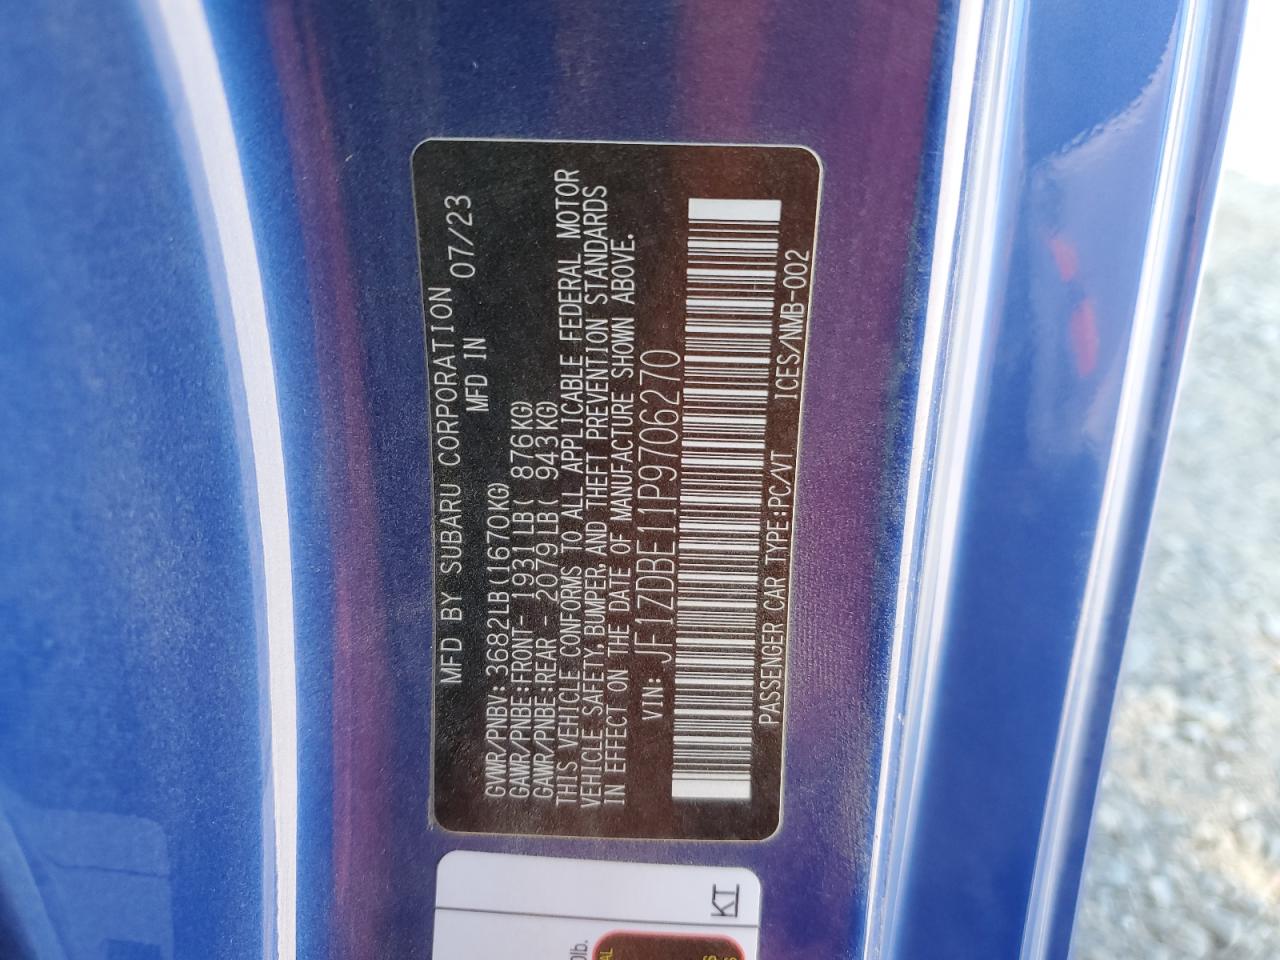 MFD BY SUBARU CORPORATION
MFD IN 07/23
GVWR/PNBV: 3682LB(1670KG)
GAWR/PNBE:FRONT- 1931LB( 876KG)
GAWR/PNBE:REAR - 2079LB( 943KG)
THIS VEHICLE CONFORMS TO ALL APPLICABLE FEDERAL MOTOR
VEHICLE SAFETY, BUMPER, AND THEFT PREVENTION STANDARDS
IN EFFECT ON THE DATE OF MANUFACTURE SHOWN ABOVE.
VIN: JF1ZDBE11P9706270
PASSENGER CAR TYPE:PC/VT ICES/NMB-002
KI